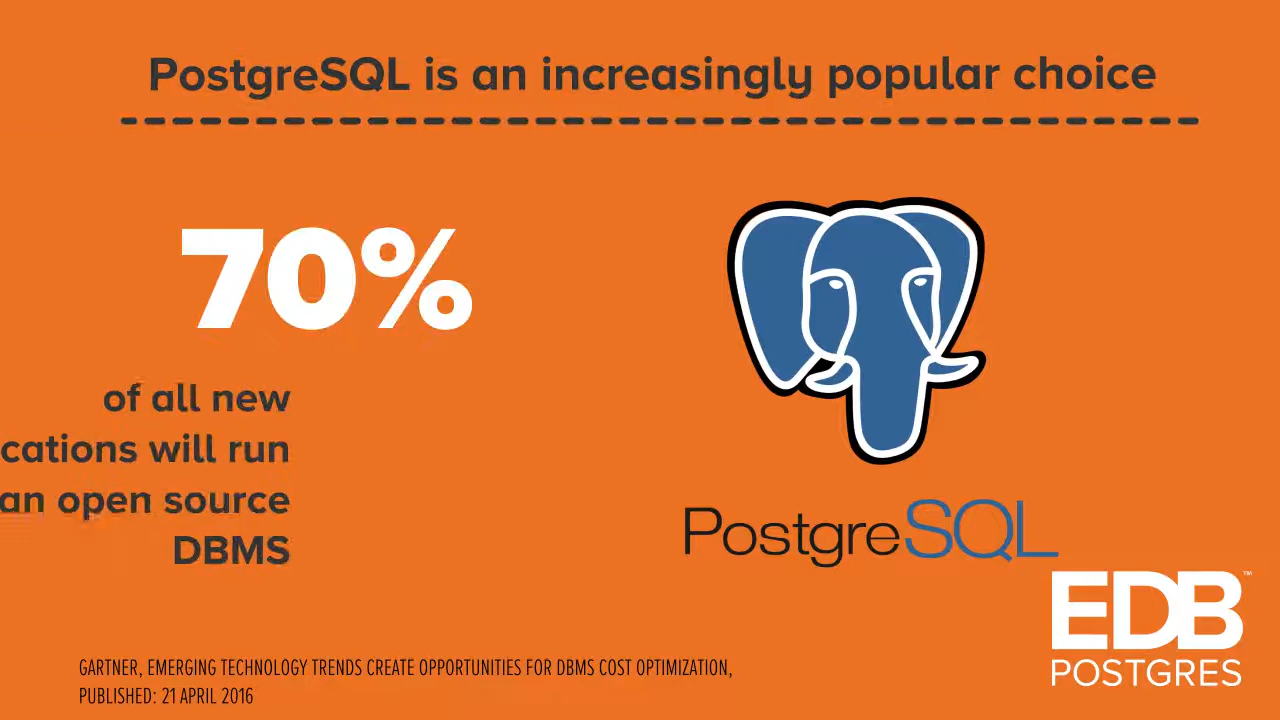 PostgreSQL is an increasingly popular choice
70%
of all new
cations will run
an open source
DBMS
PostgreSQL
EDB™
POSTGRES
GARTNER, EMERGING TECHNOLOGY TRENDS CREATE OPPORTUNITIES FOR DBMS COST OPTIMIZATION,
PUBLISHED: 21 APRIL 2016